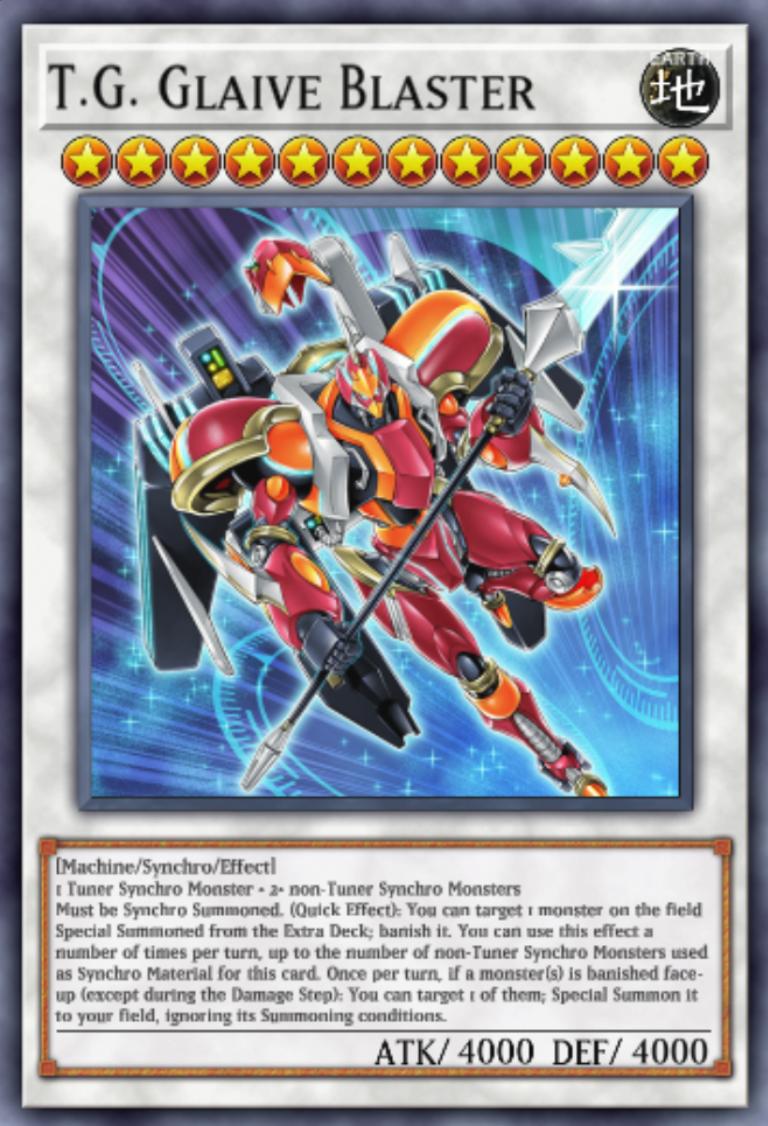 T.G. Glaive Blaster
EARTH
地
[Machine/Synchro/Effect]
1 Tuner Synchro Monster + 2+ non-Tuner Synchro Monsters
Must be Synchro Summoned. (Quick Effect): You can target 1 monster on the field
Special Summoned from the Extra Deck; banish it. You can use this effect a
number of times per turn, up to the number of non-Tuner Synchro Monsters used
as Synchro Material for this card. Once per turn, if a monster(s) is banished face-
up (except during the Damage Step): You can target 1 of them; Special Summon it
to your field, ignoring its Summoning conditions.
ATK/ 4000 DEF/ 4000